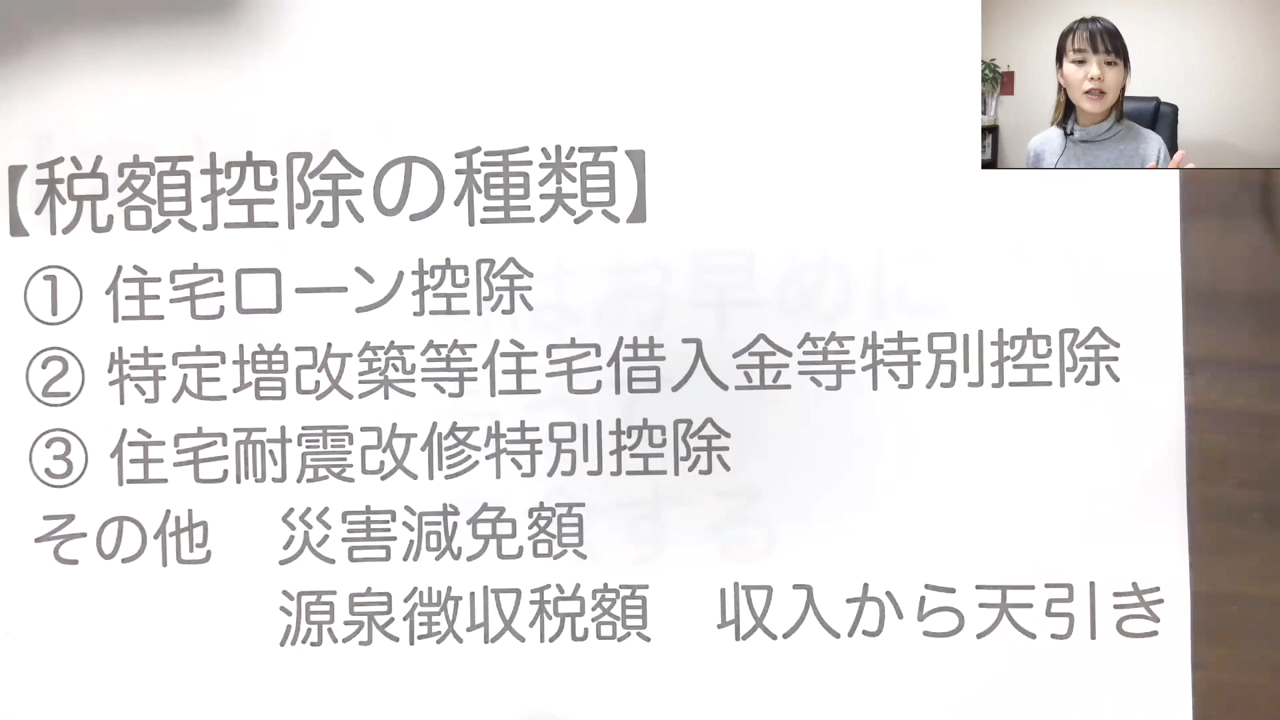 【税額控除の種類】
① 住宅ローン控除
② 特定増改築等住宅借入金等特別控除
③ 住宅耐震改修特別控除
その他　災害減免額
源泉徴収税額　収入から天引き